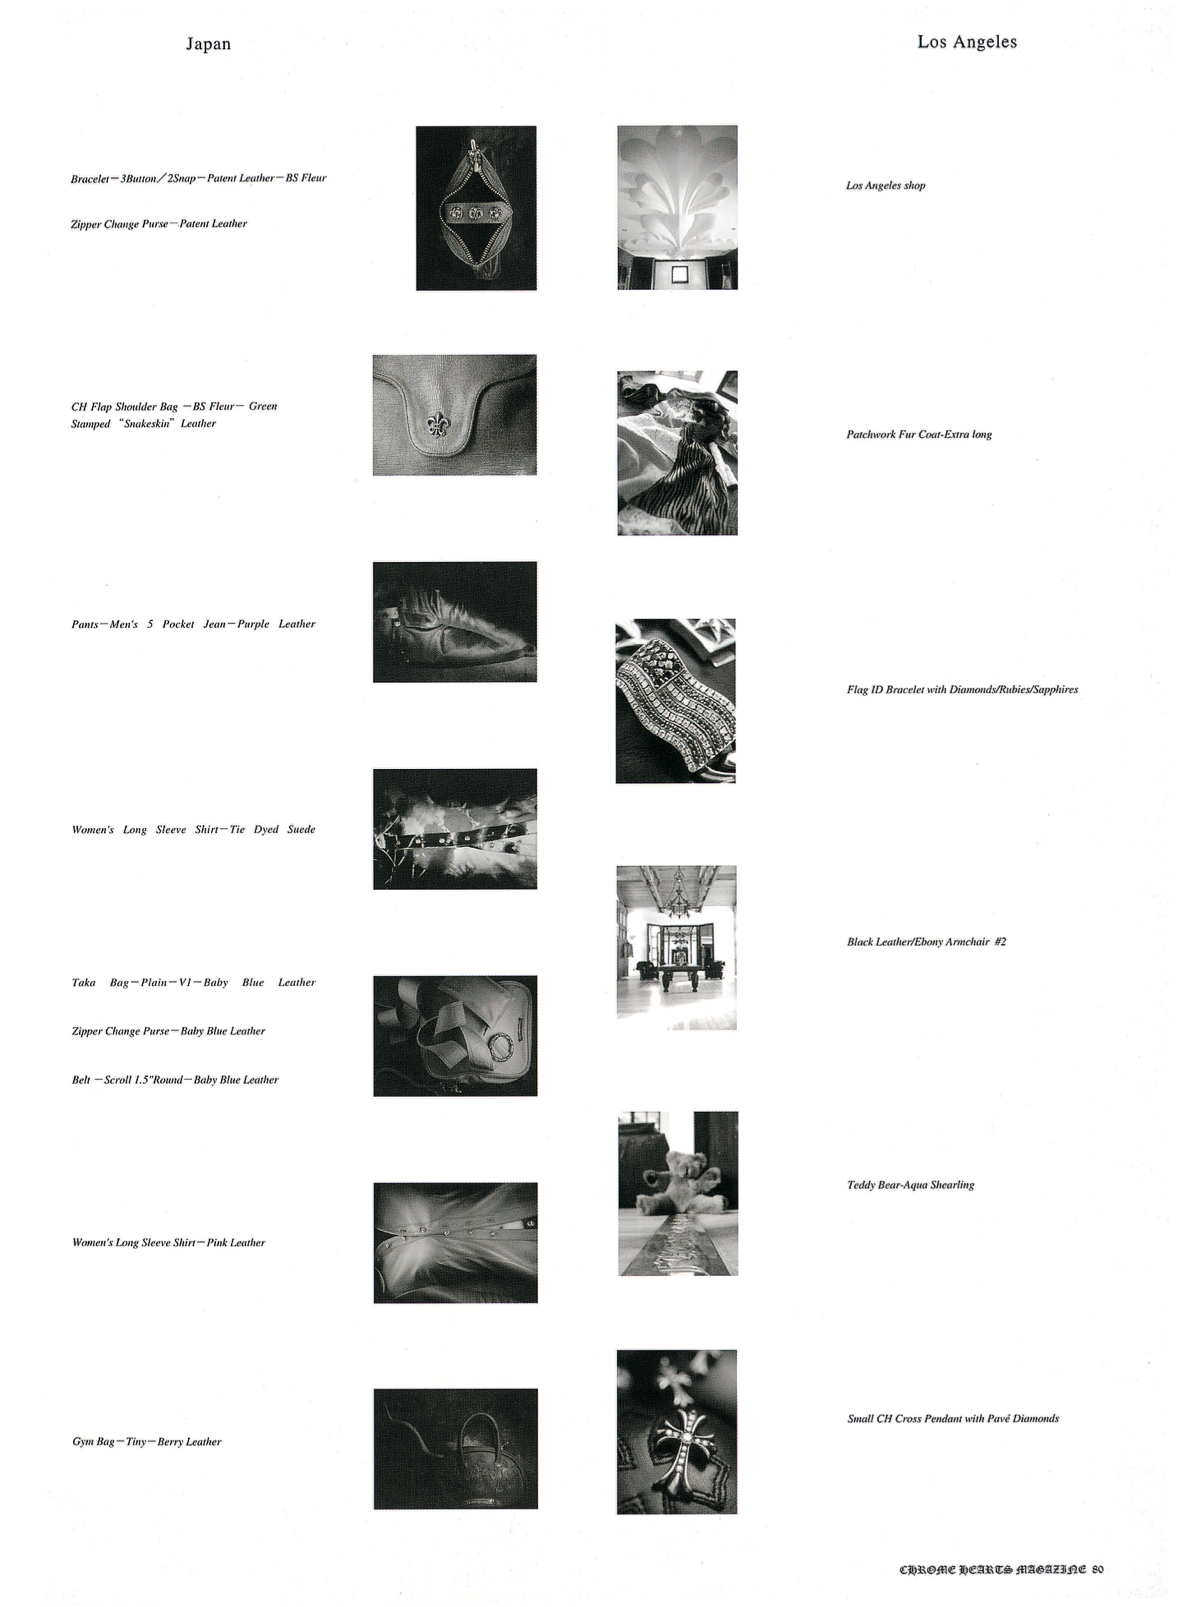 Japan
Bracelet—3Button／2Snap—Patent Leather—BS Fleur
Zipper Change Purse—Patent Leather
CH Flap Shoulder Bag —BS Fleur— Green
Stamped “Snakeskin” Leather
Pants—Men's 5 Pocket Jean—Purple Leather
Women's Long Sleeve Shirt—Tie Dyed Suede
Taka Bag—Plain—V1—Baby Blue Leather
Zipper Change Purse—Baby Blue Leather
Belt —Scroll 1.5"Round—Baby Blue Leather
Women's Long Sleeve Shirt—Pink Leather
Gym Bag—Tiny—Berry Leather
Los Angeles
Los Angeles shop
Patchwork Fur Coat-Extra long
Flag ID Bracelet with Diamonds/Rubies/Sapphires
Black Leather/Ebony Armchair #2
Teddy Bear-Aqua Shearling
Small CH Cross Pendant with Pavé Diamonds
CHROME HEARTS MAGAZINE 80